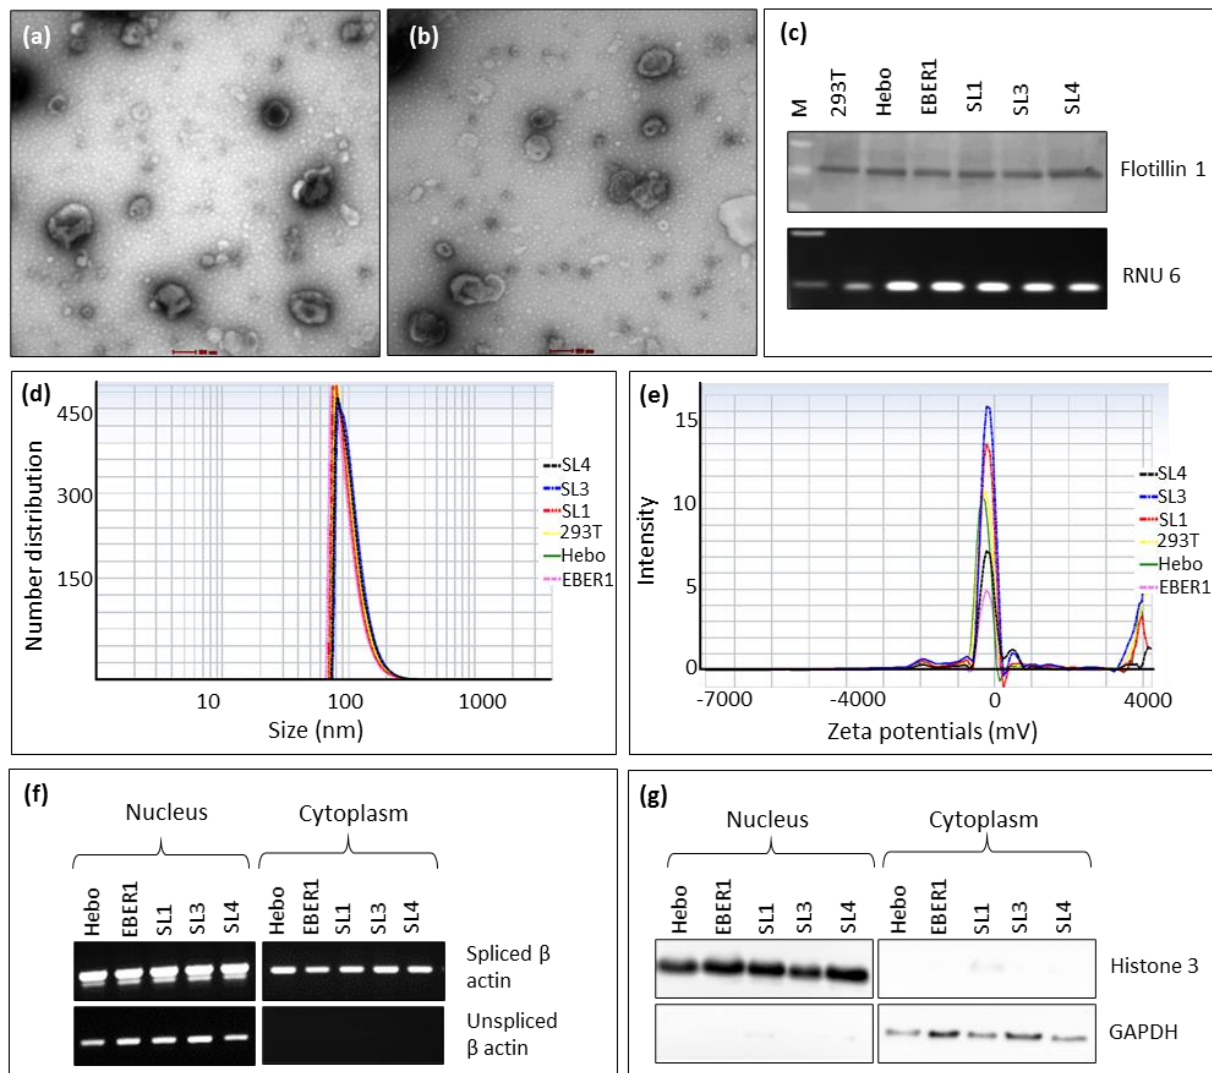 (a)
(b)
(c)
M
293T
Hebo
EBER1
SL1
SL3
SL4
Flotillin 1
RNU 6
(d)
450
300
150
Number distribution
10
100
1000
Size (nm)
SL4
SL3
SL1
293T
Hebo
EBER1
(e)
15
10
5
0
Intensity
-7000
-4000
0
4000
Zeta potentials (mV)
SL4
SL3
SL1
293T
Hebo
EBER1
(f)
Nucleus
Cytoplasm
Hebo
EBER1
SL1
SL3
SL4
Hebo
EBER1
SL1
SL3
SL4
Spliced β
actin
Unspliced
β actin
(g)
Nucleus
Cytoplasm
Hebo
EBER1
SL1
SL3
SL4
Hebo
EBER1
SL1
SL3
SL4
Histone 3
GAPDH